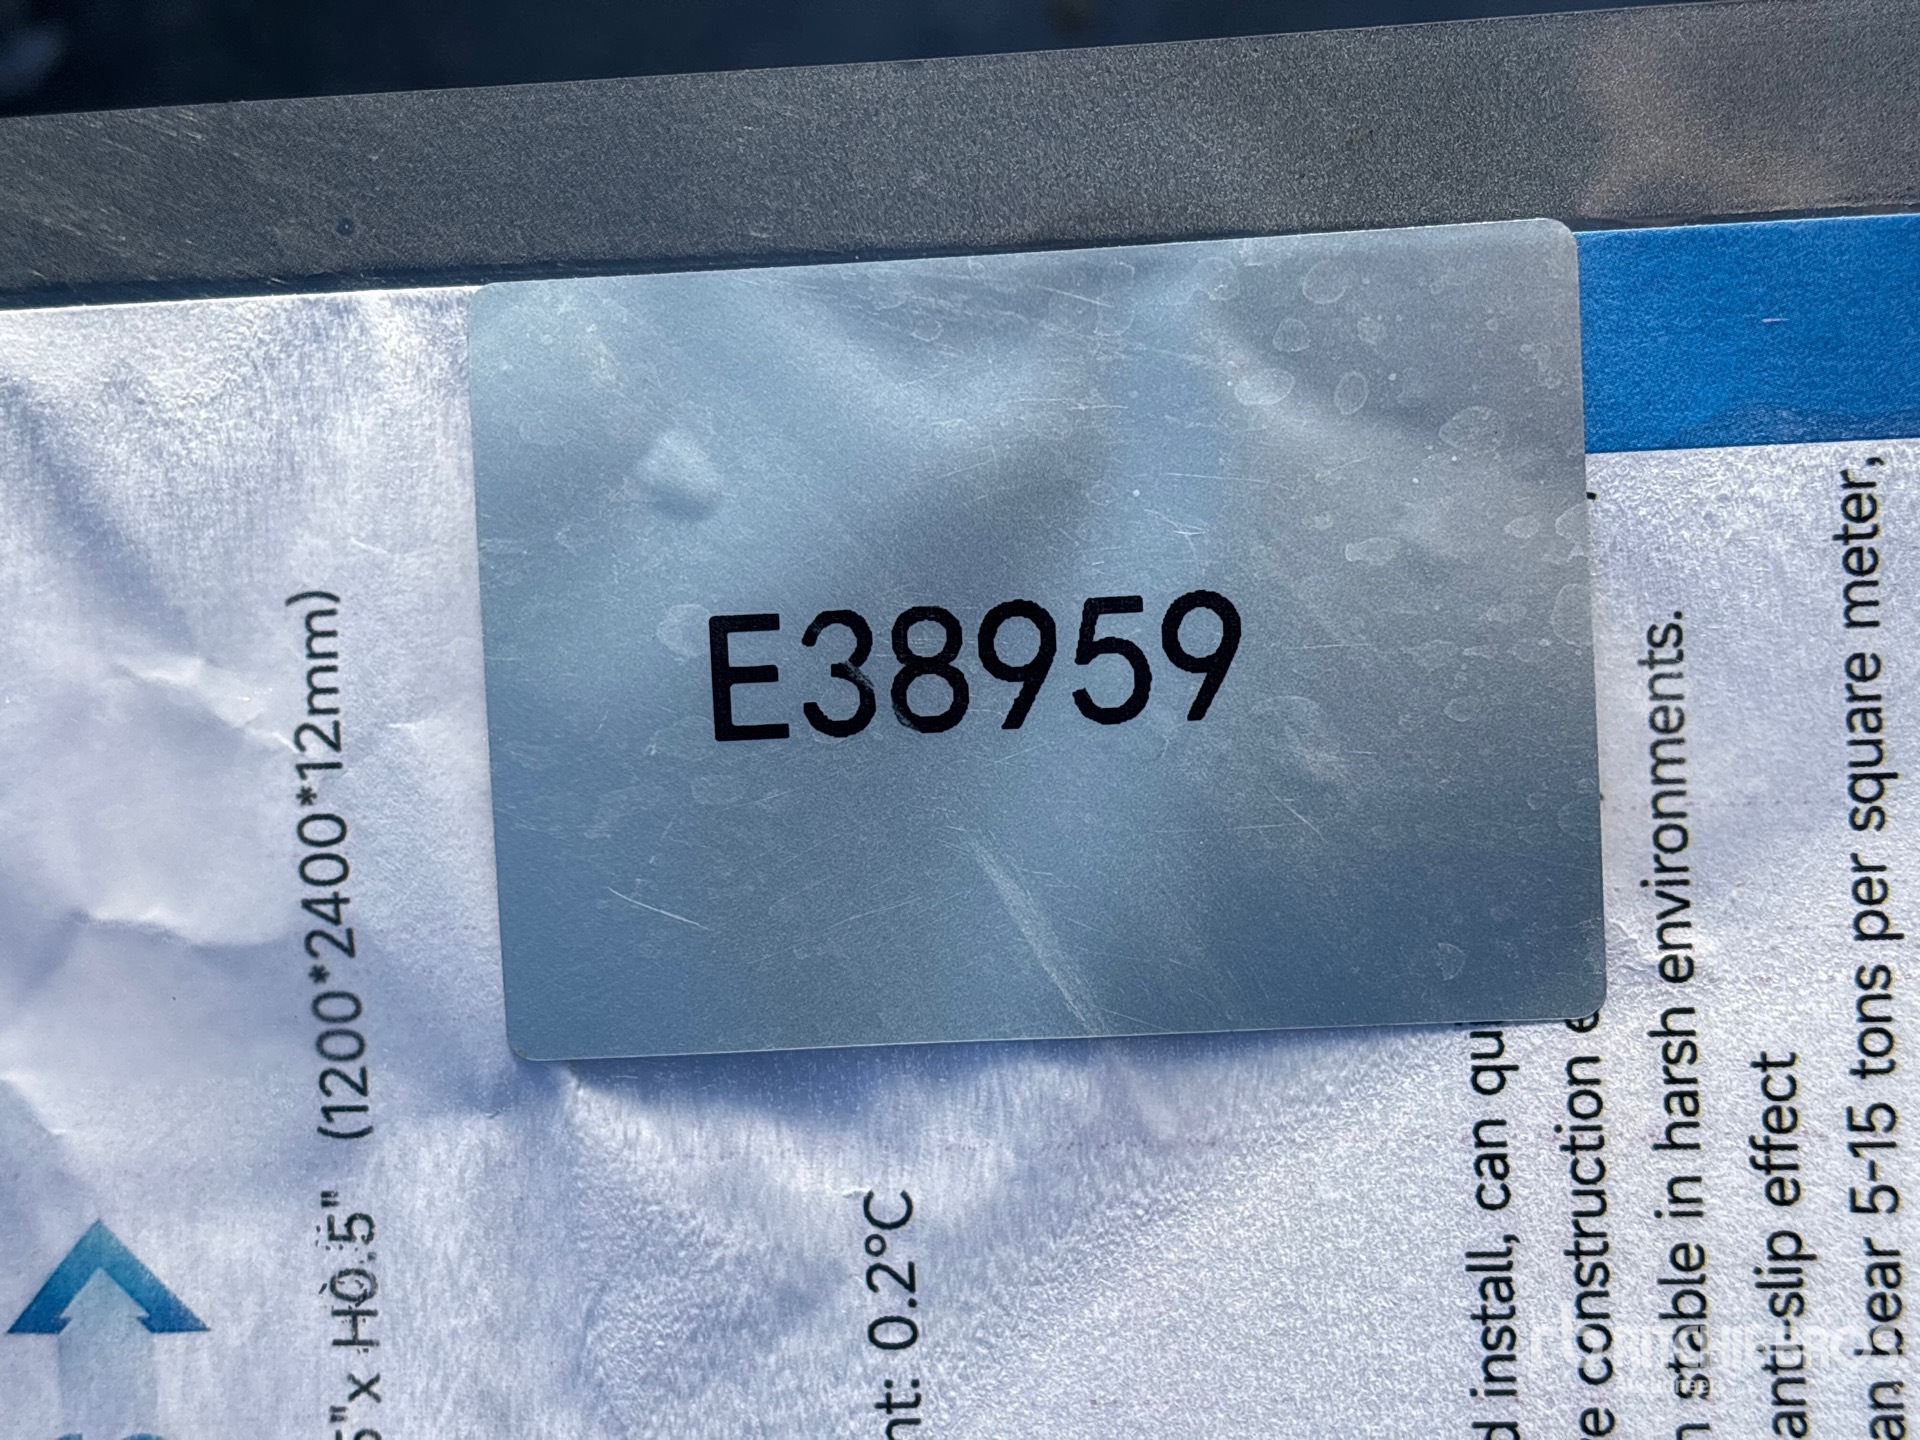 E38959
5" x H0.5" (1200*2400*12mm)
nt: 0.2°C
d install, can qu
e construction e
n stable in harsh environments.
anti-slip effect
an bear 5-15 tons per square meter,